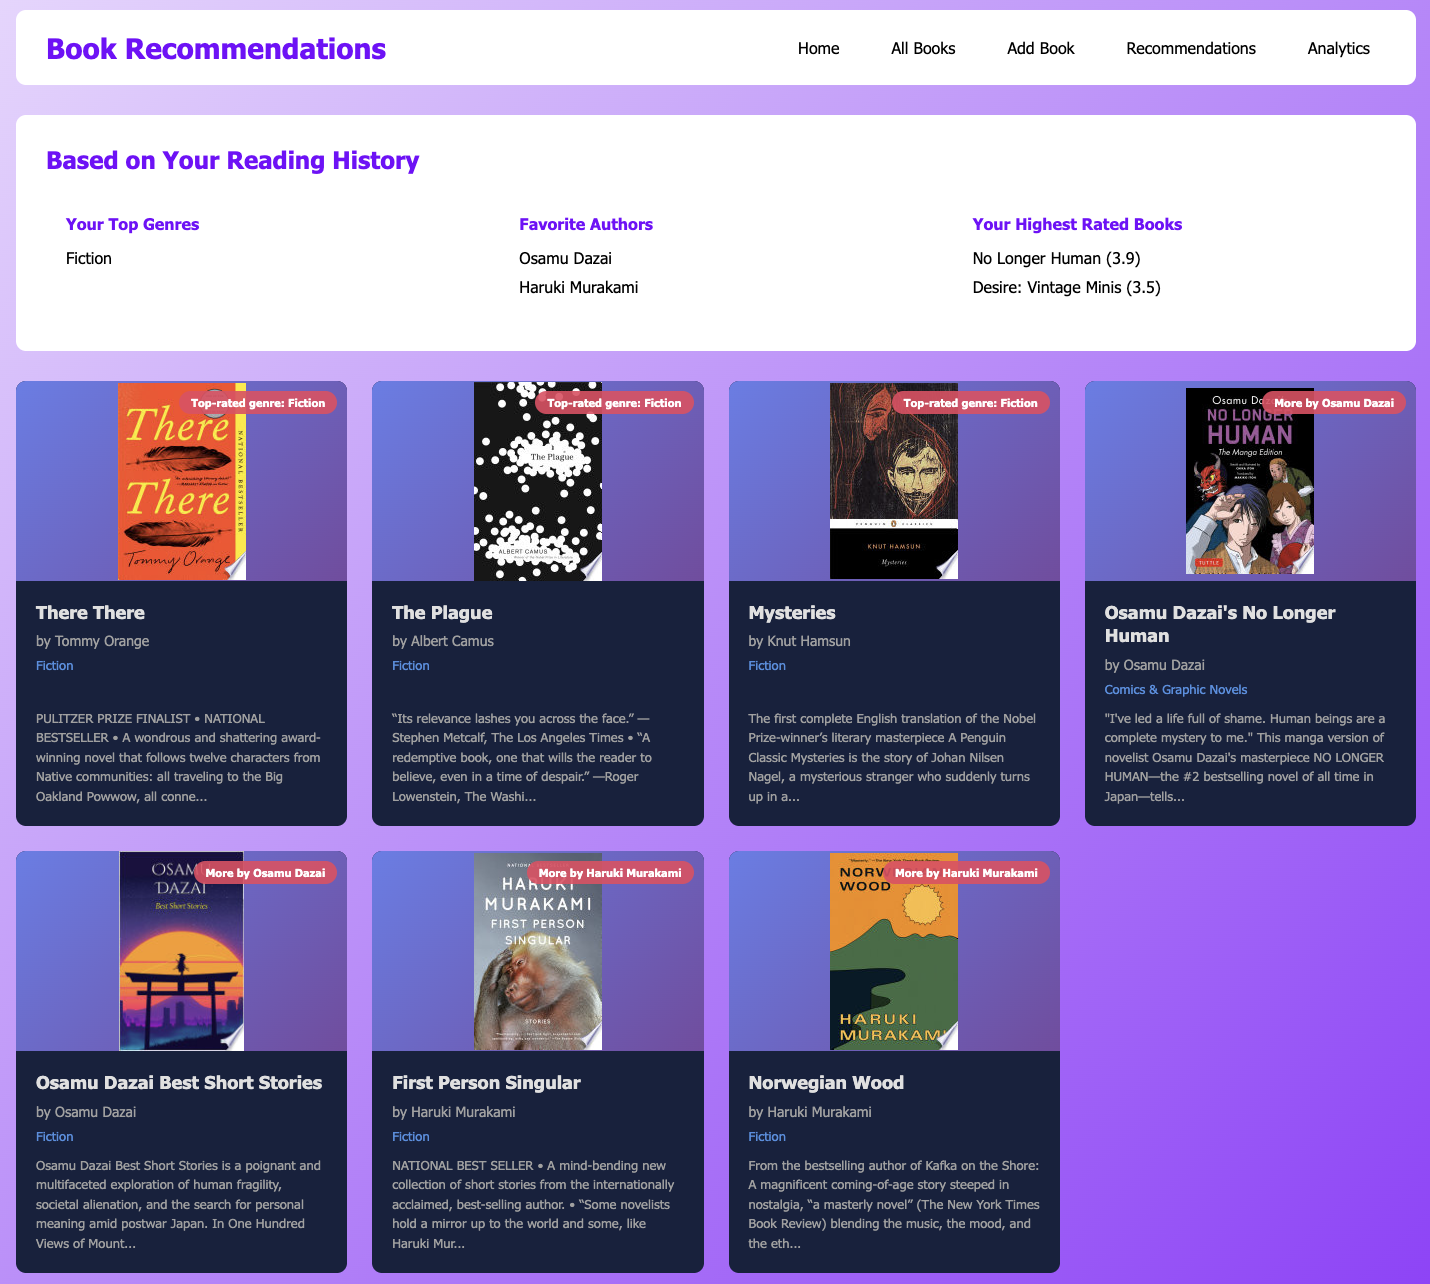 Book Recommendations
Home
All Books
Add Book
Recommendations
Analytics
Based on Your Reading History
Your Top Genres
Fiction
Favorite Authors
Osamu Dazai
Haruki Murakami
Your Highest Rated Books
No Longer Human (3.9)
Desire: Vintage Minis (3.5)
Top-rated genre: Fiction
There
There
NATIONAL BESTSELLER
Tommy Orange
There There
by Tommy Orange
Fiction
PULITZER PRIZE FINALIST • NATIONAL
BESTSELLER • A wondrous and shattering award-
winning novel that follows twelve characters from
Native communities: all traveling to the Big
Oakland Powwow, all conne...
Top-rated genre: Fiction
The Plague
ALBERT CAMUS
The Plague
by Albert Camus
Fiction
“Its relevance lashes you across the face.” —
Stephen Metcalf, The Los Angeles Times • “A
redemptive book, one that wills the reader to
believe, even in a time of despair.” —Roger
Lowenstein, The Washi...
Top-rated genre: Fiction
PENGUIN CLASSICS
KNUT HAMSUN
Mysteries
Mysteries
by Knut Hamsun
Fiction
The first complete English translation of the Nobel
Prize-winner’s literary masterpiece A Penguin
Classic Mysteries is the story of Johan Nilsen
Nagel, a mysterious stranger who suddenly turns
up in a...
More by Osamu Dazai
Osamu
NO LONGER
HUMAN
The Manga Edition
TUTTLE
Osamu Dazai's No Longer
Human
by Osamu Dazai
Comics & Graphic Novels
"I've led a life full of shame. Human beings are a
complete mystery to me." This manga version of
novelist Osamu Dazai's masterpiece NO LONGER
HUMAN—the #2 bestselling novel of all time in
Japan—tells...
More by Osamu Dazai
DAZAI
Best Short Stories
Osamu Dazai Best Short Stories
by Osamu Dazai
Fiction
Osamu Dazai Best Short Stories is a poignant and
multifaceted exploration of human fragility,
societal alienation, and the search for personal
meaning amid postwar Japan. In One Hundred
Views of Mount...
More by Haruki Murakami
HARUKI
MURAKAMI
FIRST PERSON
SINGULAR
STORIES
First Person Singular
by Haruki Murakami
Fiction
NATIONAL BEST SELLER • A mind-bending new
collection of short stories from the internationally
acclaimed, best-selling author. • “Some novelists
hold a mirror up to the world and some, like
Haruki Mur...
More by Haruki Murakami
WOOD
HARUKI
MURAKAMI
Norwegian Wood
by Haruki Murakami
Fiction
From the bestselling author of Kafka on the Shore:
A magnificent coming-of-age story steeped in
nostalgia, “a masterly novel” (The New York Times
Book Review) blending the music, the mood, and
the eth...